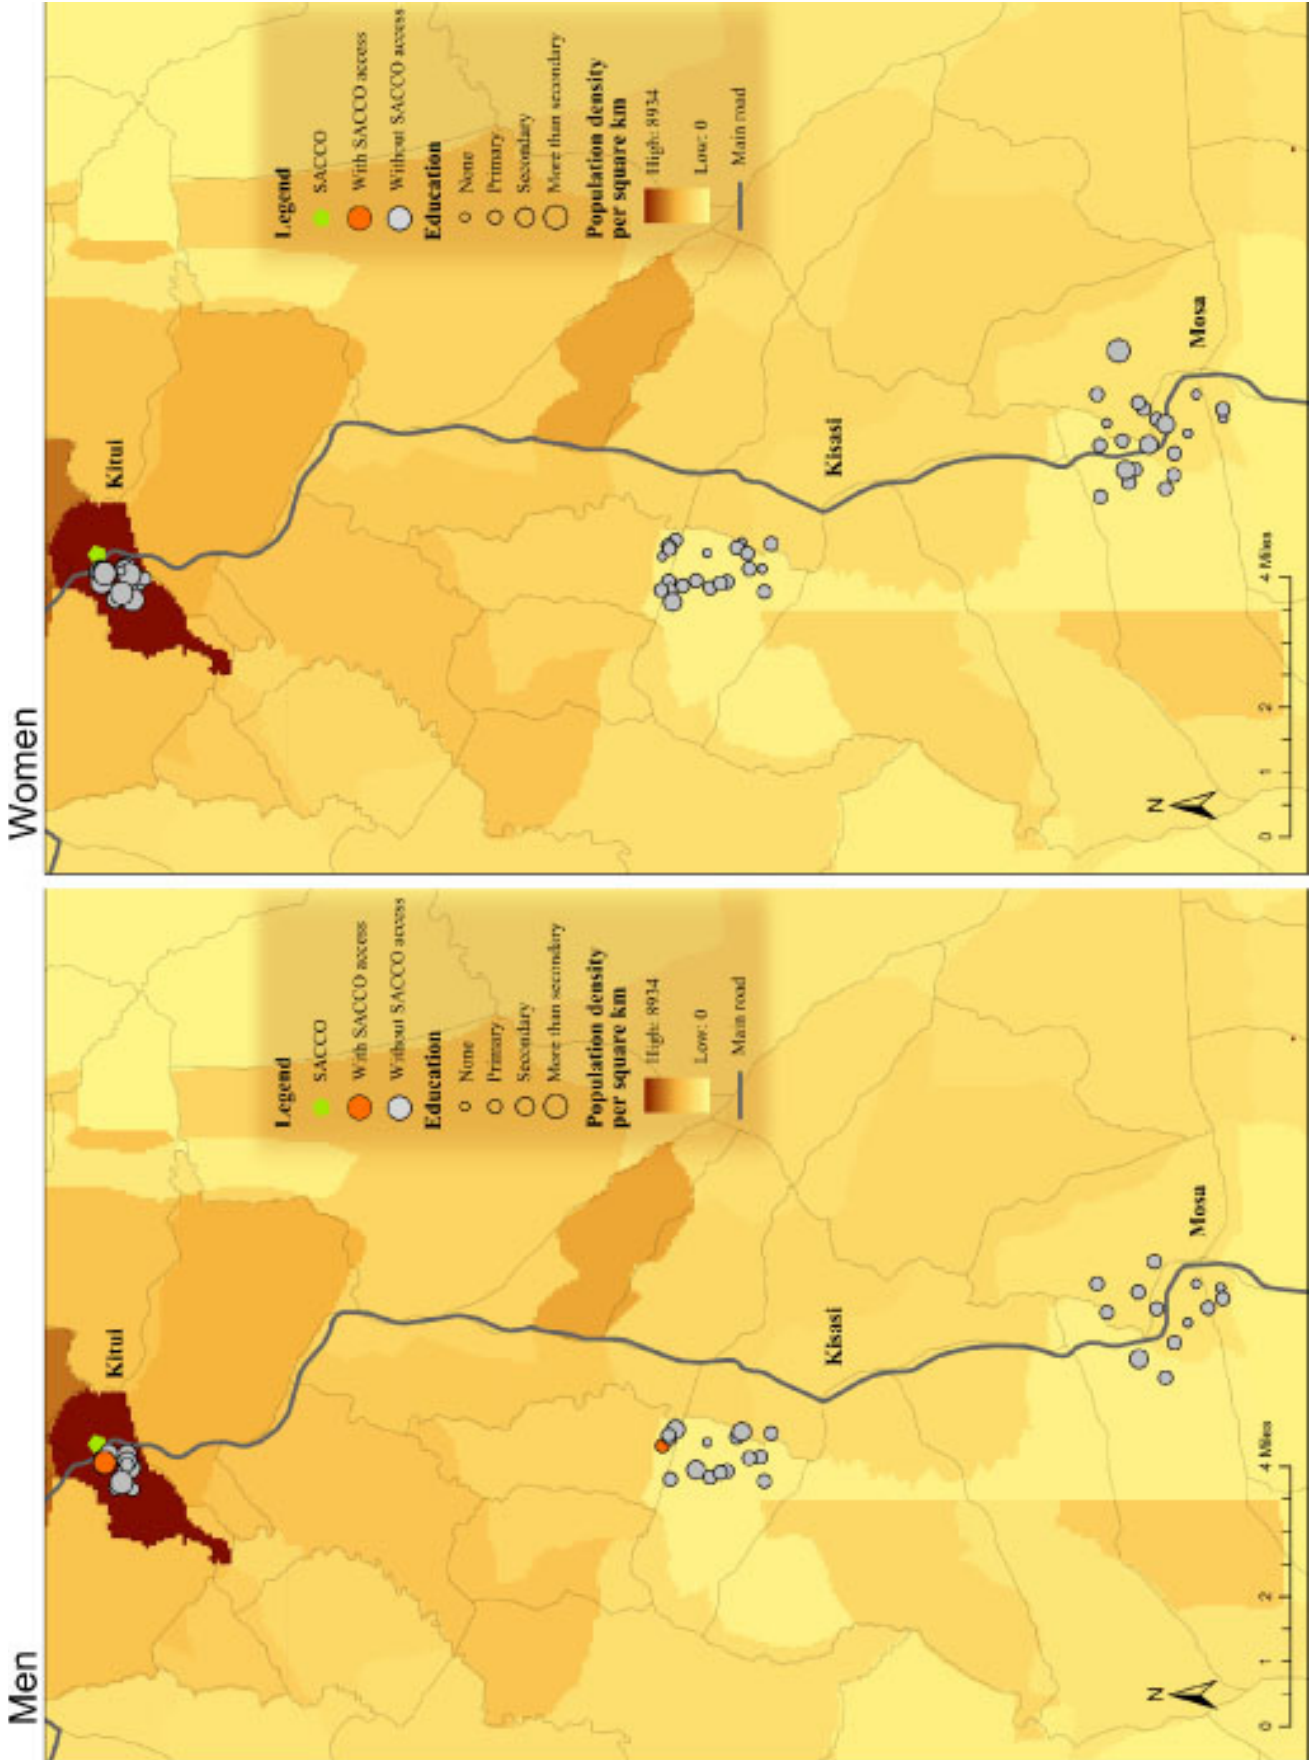 Men
Kitui
Kisasi
Mosa
Legend
SACCO
With SACCO access
Without SACCO access
Education
None
Primary
Secondary
More than secondary
Population density
per square km
High: 8934
Low: 0
Main road
N
0 1 2 4 Miles
Women
Kitui
Kisasi
Mosa
Legend
SACCO
With SACCO access
Without SACCO access
Education
None
Primary
Secondary
More than secondary
Population density
per square km
High: 8934
Low: 0
Main road
N
0 1 2 4 Miles